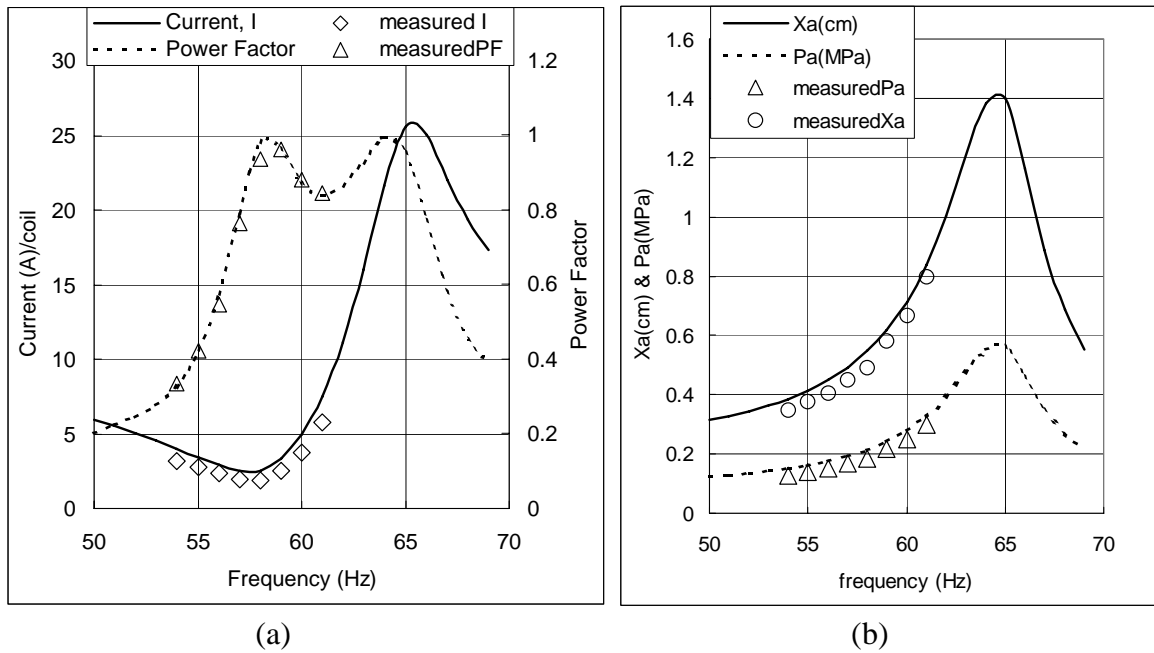 Current, I
measured I
Power Factor
measuredPF
30
25
20
15
10
5
0
Current (A)/coil
1.2
1
0.8
0.6
0.4
0.2
0
Power Factor
50 55 60 65 70
Frequency (Hz)
(a)
Xa(cm)
Pa(MPa)
measuredPa
measuredXa
1.6
1.4
1.2
1
0.8
0.6
0.4
0.2
0
Xa(cm) & Pa(MPa)
50 55 60 65 70
frequency (Hz)
(b)